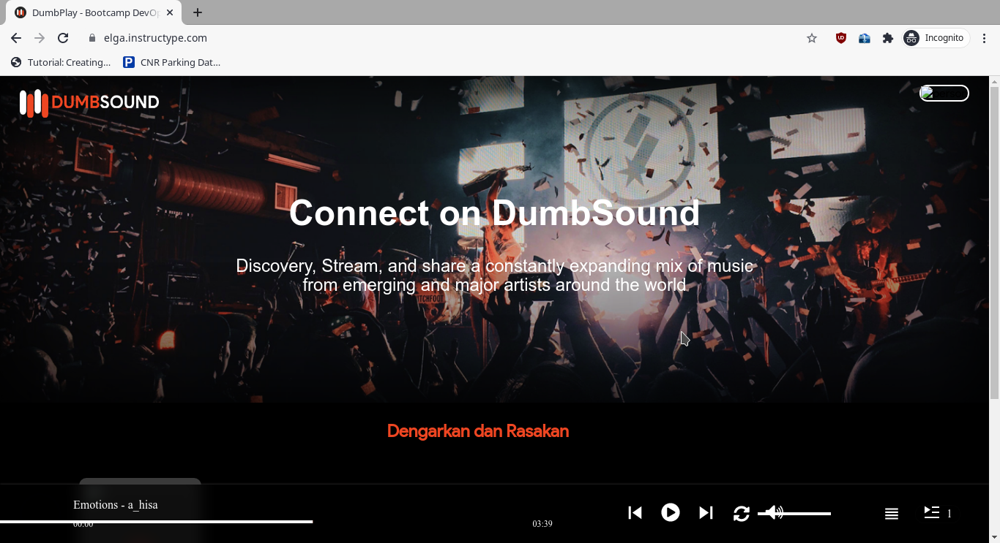 DumbPlay - Bootcamp DevOp
elga.instructype.com
Incognito
Tutorial: Creating...
CNR Parking Dat...
DUMBSOUND
Connect on DumbSound
Discovery, Stream, and share a constantly expanding mix of music
from emerging and major artists around the world.
Dengarkan dan Rasakan
Emotions - a_hisa
00:00
03:39
1